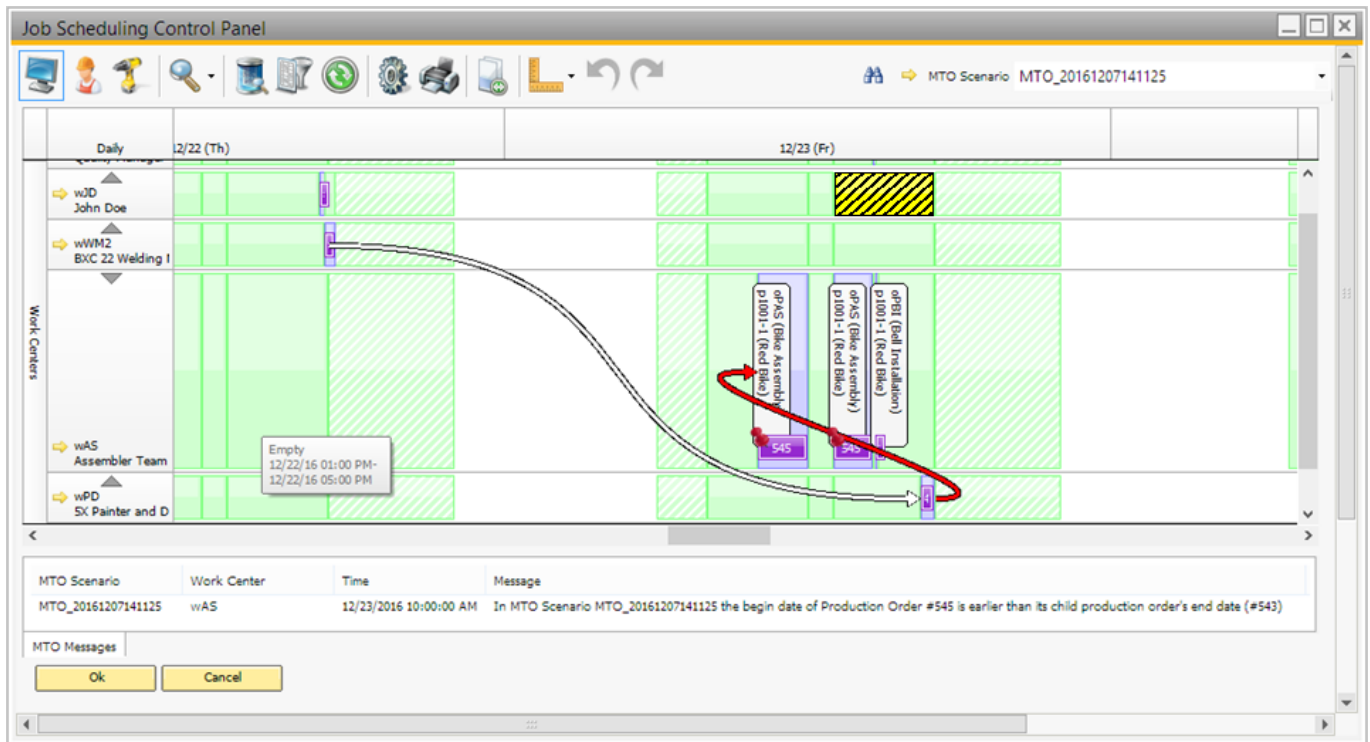 Job Scheduling Control Panel
MTO Scenario MTO_20161207141125
Daily
12/22 (Th)
12/23 (Fr)
Work Centers
wJD
John Doe
wWM2
BXC 22 Welding
wAS
Assembler Team
wPD
5X Painter and D
oPAS (Bike Assembly)
p1001-1 (Red Bike)
545
oPAS (Bike Assembly)
p1001-1 (Red Bike)
545
oPBI (Bell Installation)
p1001-1 (Red Bike)
Empty
12/22/16 01:00 PM-
12/22/16 05:00 PM
MTO Scenario Work Center Time Message
MTO_20161207141125 wAS 12/23/2016 10:00:00 AM In MTO Scenario MTO_20161207141125 the begin date of Production Order #545 is earlier than its child production order's end date (#543)
MTO Messages
Ok Cancel